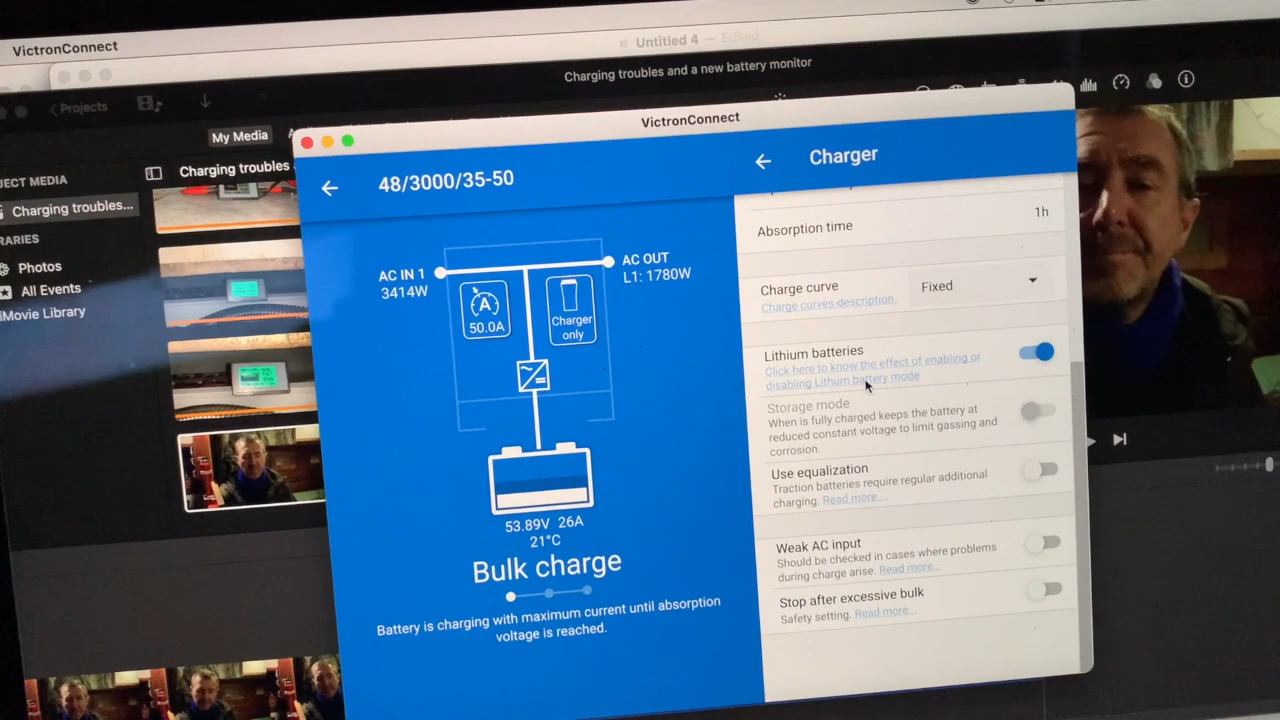 VictronConnect
Untitled 4 — Edited
Charging troubles and a new battery monitor
Projects
My Media
Charging troubles
JECT MEDIA
Charging troubles...
RARIES
Photos
All Events
iMovie Library
VictronConnect
48/3000/35-50
AC IN 1
3414W
AC OUT
L1: 1780W
A
50.0A
Charger
only
53.89V 26A
21°C
Bulk charge
Battery is charging with maximum current until absorption
voltage is reached.
Charger
Absorption time
1h
Charge curve
Fixed
Charge curves description.
Lithium batteries
Click here to know the effect of enabling or
disabling Lithum battery mode
Storage mode
When is fully charged keeps the battery at
reduced constant voltage to limit gassing and
corrosion.
Use equalization
Traction batteries require regular additional
charging. Read more...
Weak AC input
Should be checked in cases where problems
during charge arise. Read more...
Stop after excessive bulk
Safety setting. Read more...